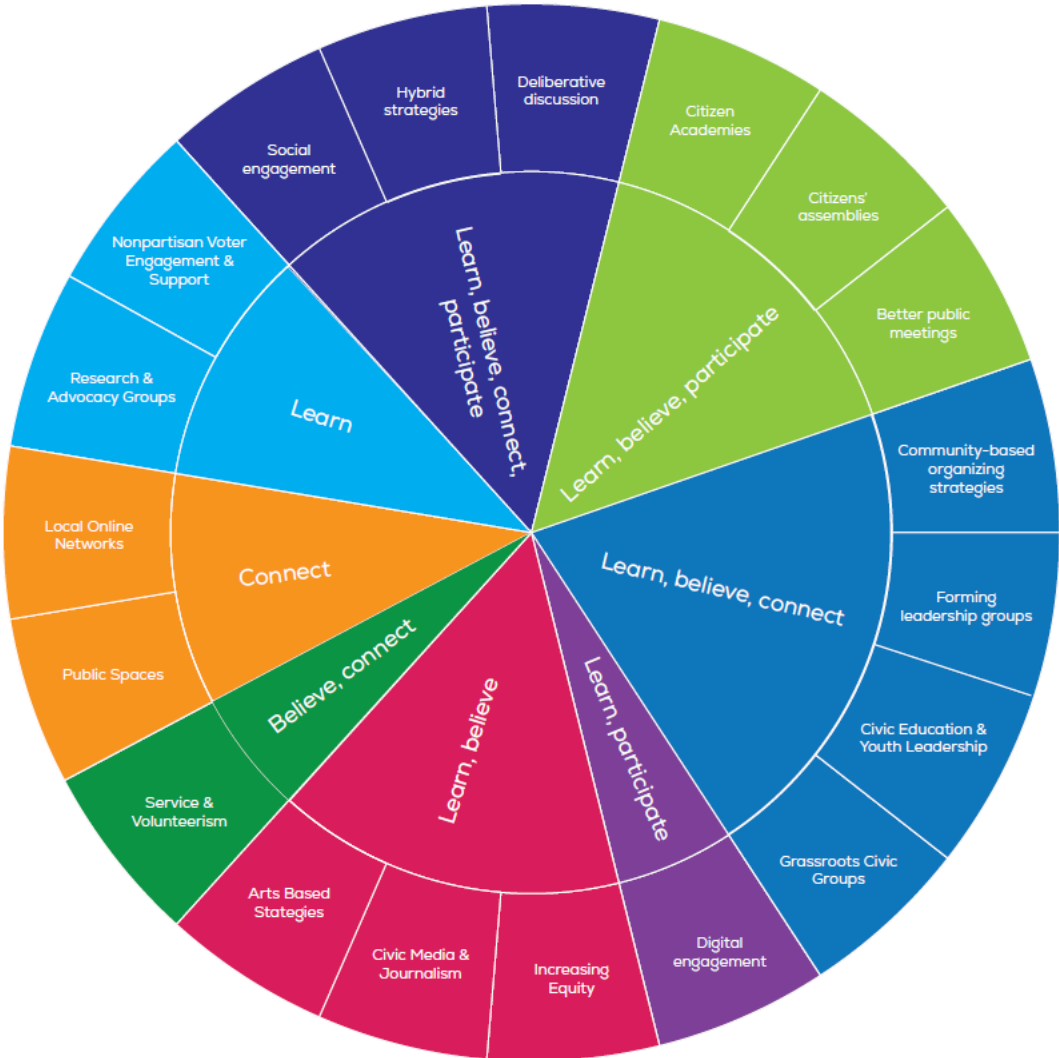 Deliberative
discussion
Citizen
Academies
Citizens'
assemblies
Better public
meetings
Community-based
organizing
strategies
Forming
leadership groups
Civic Education &
Youth Leadership
Grassroots Civic
Groups
Digital
engagement
Increasing
Equity
Civic Media &
Journalism
Arts Based
Stategies
Service &
Volunteerism
Public Spaces
Local Online
Networks
Research &
Advocacy Groups
Nonpartisan Voter
Engagement &
Support
Social
engagement
Hybrid
strategies
Learn, believe, connect,
participate
Learn, believe, participate
Learn, believe, connect
Learn, participate
Learn, believe
Believe, connect
Connect
Learn